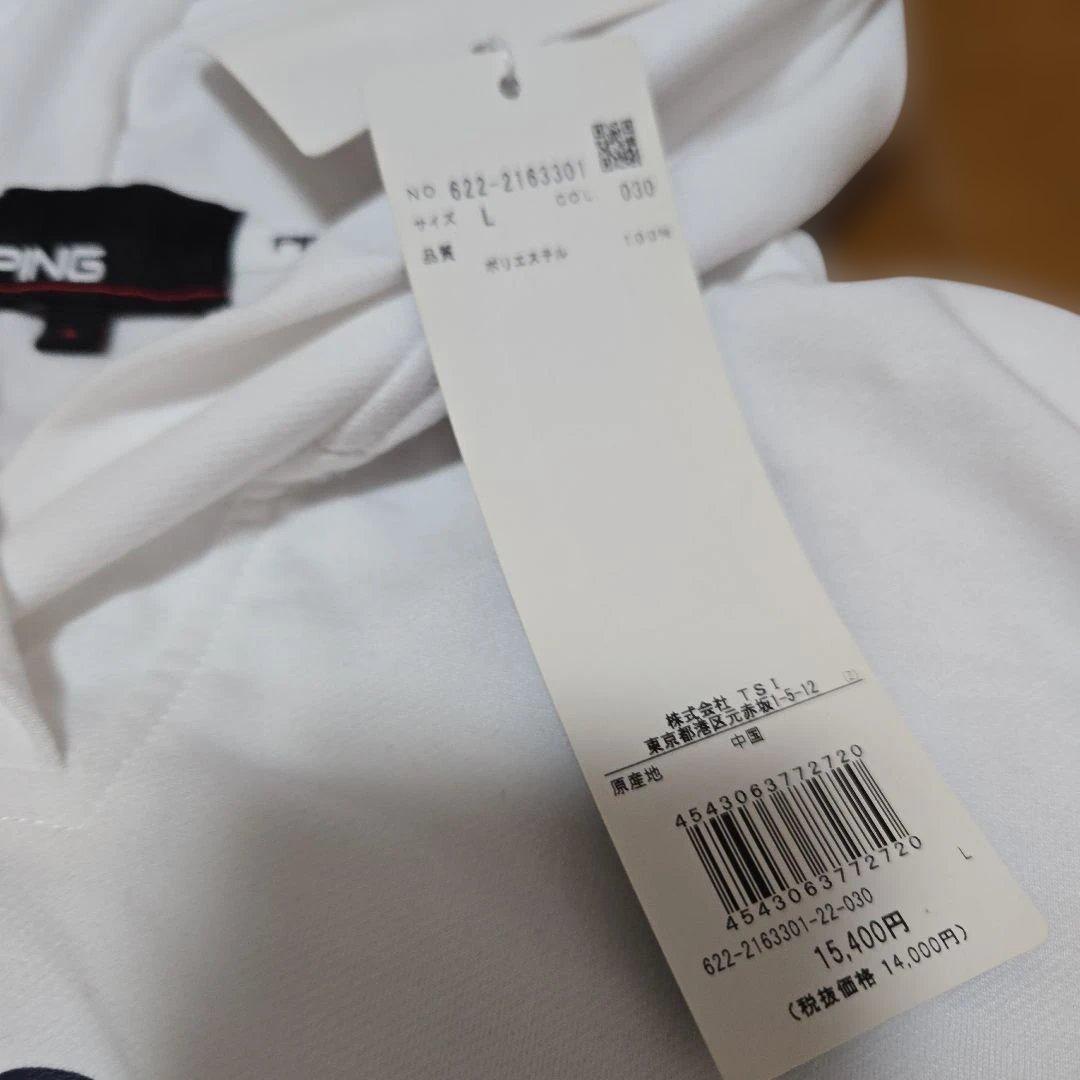 PING
NO 622-2163301
サイズ L COL 030
品質 ポリエステル 100%
株式会社 TSI
東京都港区元赤坂1-5-12 (2)
原産地 中国
4543063772720
4543063772720
622-2163301-22-030 L
15,400円
(税抜価格 14,000円)